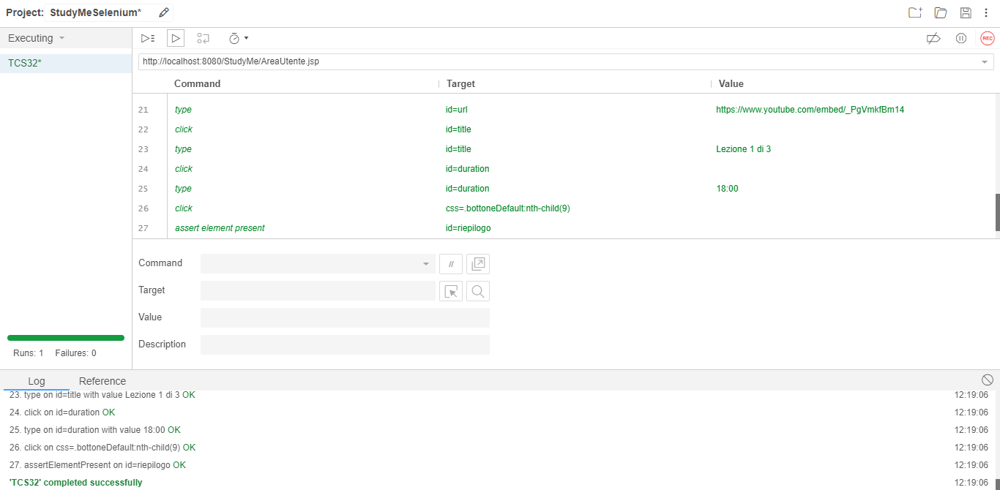 Project: StudyMeSelenium*
Executing
TCS32*
http://localhost:8080/StudyMe/AreaUtente.jsp
REC
Command Target Value
21 type id=url https://www.youtube.com/embed/_PgVmkfBm14
22 click id=title
23 type id=title Lezione 1 di 3
24 click id=duration
25 type id=duration 18:00
26 click css=.bottoneDefault:nth-child(9)
27 assert element present id=riepilogo
Command //
Target
Value
Description
Runs: 1 Failures: 0
Log Reference
23. type on id=title with value Lezione 1 di 3 OK 12:19:06
24. click on id=duration OK 12:19:06
25. type on id=duration with value 18:00 OK 12:19:06
26. click on css=.bottoneDefault:nth-child(9) OK 12:19:06
27. assertElementPresent on id=riepilogo OK 12:19:06
'TCS32' completed successfully 12:19:06